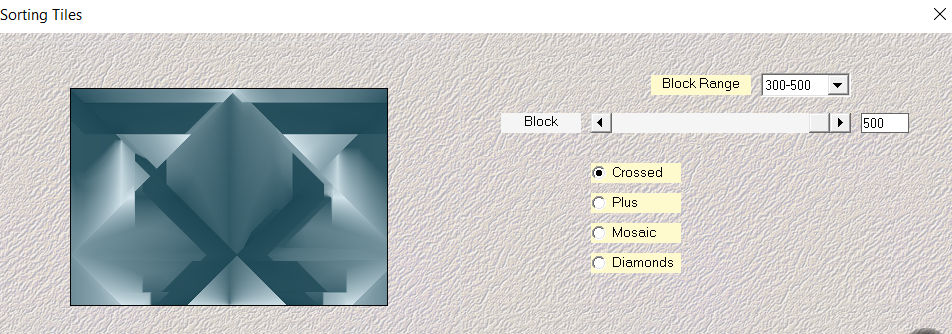 Sorting Tiles
Block Range 300-500
Block 500
Crossed
Plus
Mosaic
Diamonds